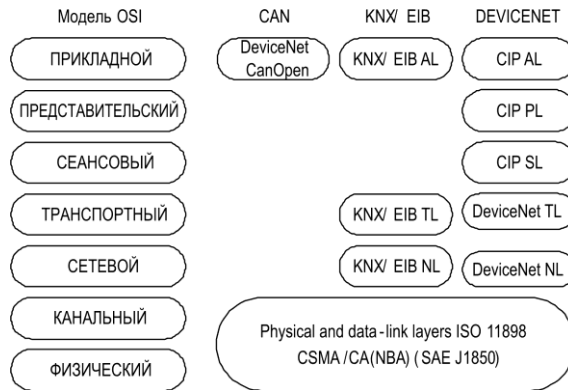 Модель OSI CAN KNX/ EIB DEVICENET
ПРИКЛАДНОЙ DeviceNet CanOpen KNX/ EIB AL CIP AL
ПРЕДСТАВИТЕЛЬСКИЙ CIP PL
СЕАНСОВЫЙ CIP SL
ТРАНСПОРТНЫЙ KNX/ EIB TL DeviceNet TL
СЕТЕВОЙ KNX/ EIB NL DeviceNet NL
КАНАЛЬНЫЙ
Physical and data-link layers ISO 11898
CSMA /CA(NBA) ( SAE J1850)
ФИЗИЧЕСКИЙ